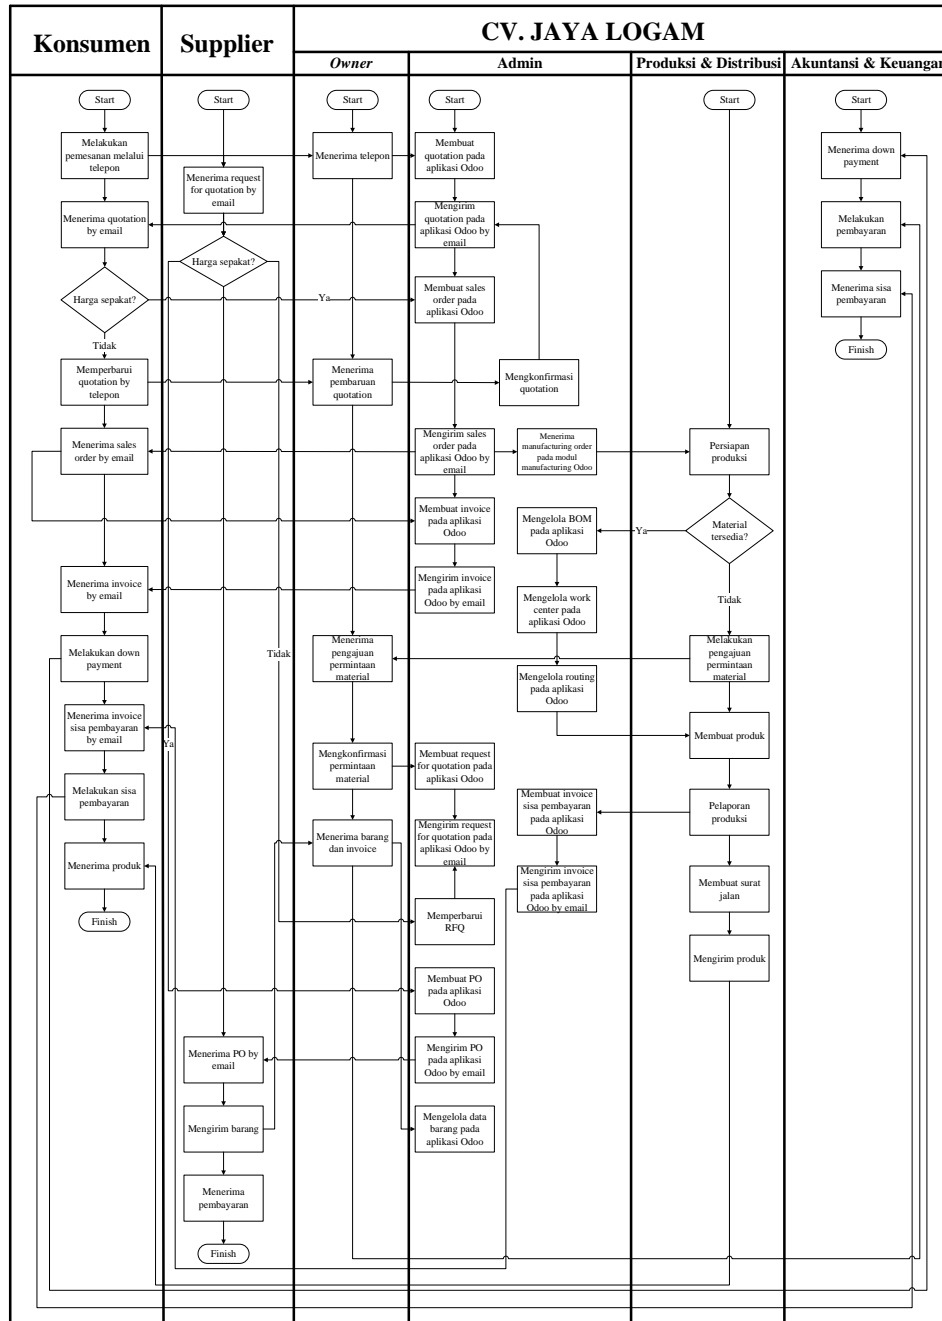 Konsumen
Supplier
CV. JAYA LOGAM
Owner
Admin
Produksi & Distribusi
Akuntansi & Keuangan
Start
Melakukan
pemesanan melalui
telepon
Menerima quotation
by email
Harga sepakat?
Ya
Tidak
Memperbarui
quotation by
telepon
Menerima sales
order by email
Menerima invoice
by email
Melakukan down
payment
Menerima invoice
sisa pembayaran
by email
Melakukan sisa
pembayaran
Menerima produk
Finish
Start
Menerima request
for quotation by
email
Harga sepakat?
Tidak
Ya
Menerima PO by
email
Mengirim barang
Menerima
pembayaran
Finish
Start
Menerima telepon
Menerima
pembaruan
quotation
Menerima
pengajuan
permintaan
material
Mengkonfirmasi
permintaan
material
Menerima barang
dan invoice
Start
Membuat
quotation pada
aplikasi Odoo
Mengirim
quotation pada
aplikasi Odoo by
email
Membuat sales
order pada
aplikasi Odoo
Mengkonfirmasi
quotation
Mengirim sales
order pada
aplikasi Odoo by
email
Menerima
manufacturing order
pada modul
manufacturing Odoo
Membuat invoice
pada aplikasi
Odoo
Mengirim invoice
pada aplikasi
Odoo by email
Mengelola BOM
pada aplikasi
Odoo
Mengelola work
center pada
aplikasi Odoo
Mengelola routing
pada aplikasi
Odoo
Membuat request
for quotation pada
aplikasi Odoo
Mengirim request
for quotation pada
aplikasi Odoo by
email
Membuat invoice
sisa pembayaran
pada aplikasi
Odoo
Mengirim invoice
sisa pembayaran
pada aplikasi
Odoo by email
Memperbarui
RFQ
Membuat PO
pada aplikasi
Odoo
Mengirim PO
pada aplikasi
Odoo by email
Mengelola data
barang pada
aplikasi Odoo
Start
Persiapan
produksi
Material
tersedia?
Ya
Tidak
Melakukan
pengajuan
permintaan
material
Membuat produk
Pelaporan
produksi
Membuat surat
jalan
Mengirim produk
Start
Menerima down
payment
Melakukan
pembayaran
Menerima sisa
pembayaran
Finish